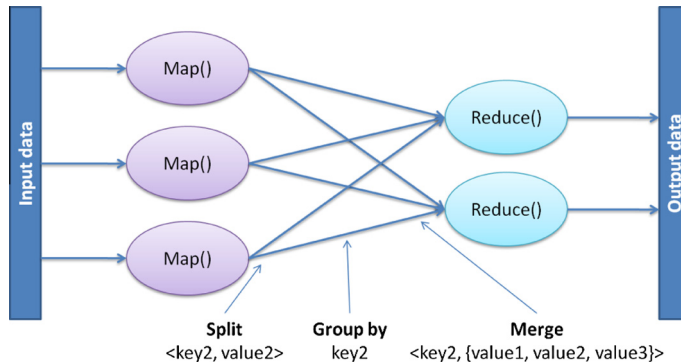 Input data
Map()
Map()
Map()
Reduce()
Reduce()
Output data
Split
<key2, value2>
Group by
key2
Merge
<key2, {value1, value2, value3}>